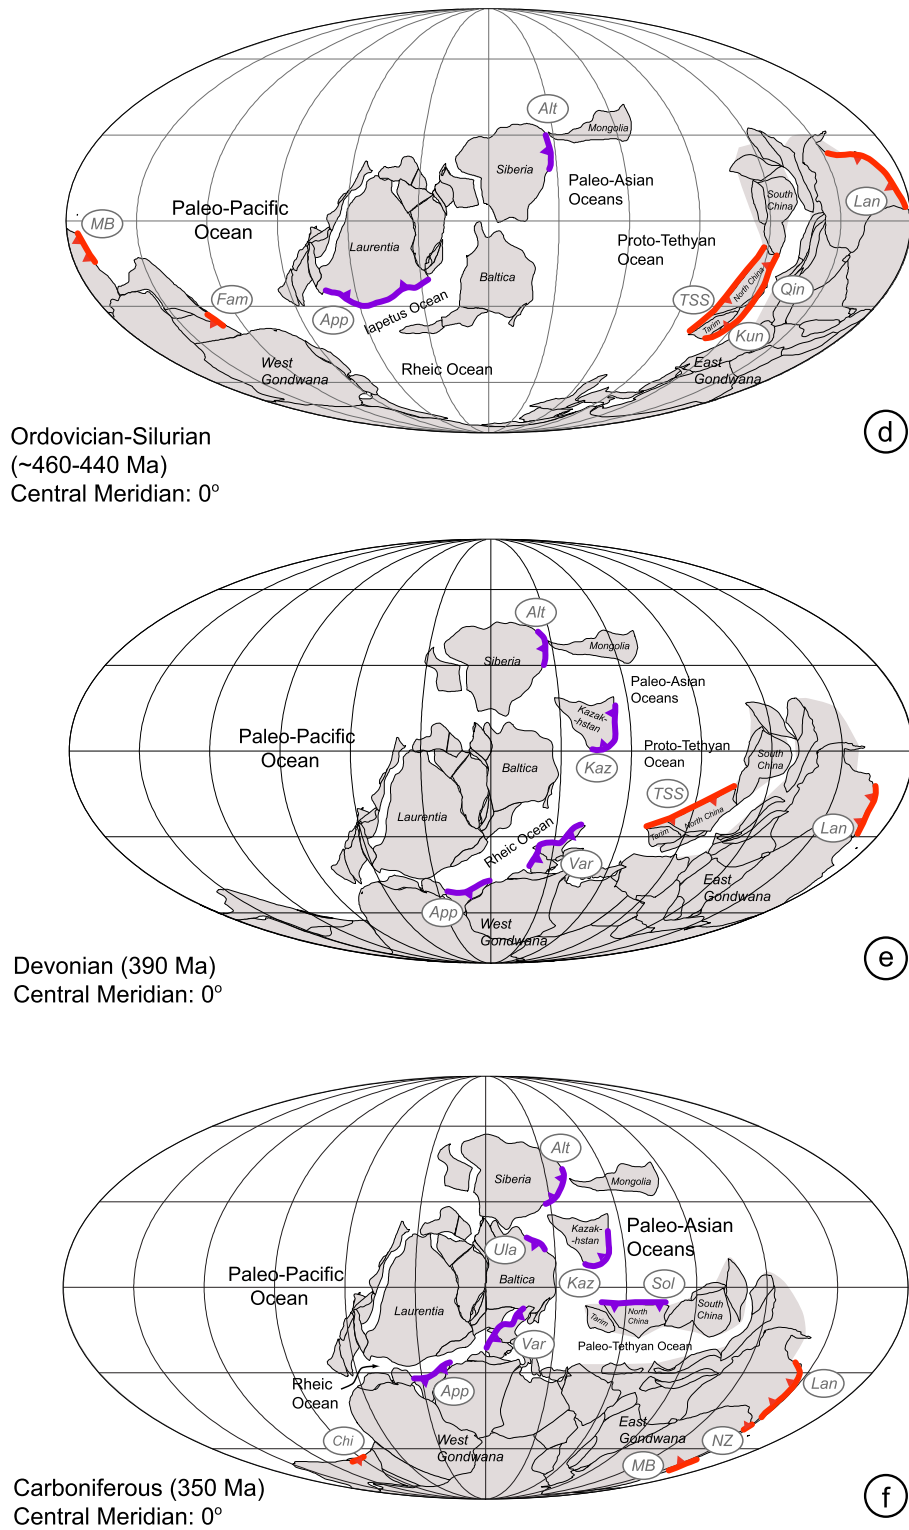 Alt
Mongolia
Siberia
Paleo-Asian
Oceans
South
China
Lan
Paleo-Pacific
Ocean
MB
Laurentia
Proto-Tethyan
Ocean
Baltica
North China
Qin
TSS
Fam
App
Iapetus Ocean
Tarim
Kun
West
Gondwana
Rheic Ocean
East
Gondwana
d
Ordovician-Silurian
(~460-440 Ma)
Central Meridian: 0º
Alt
Siberia
Mongolia
Paleo-Asian
Oceans
Kazak-
-hstan
Paleo-Pacific
Ocean
Proto-Tethyan
Ocean
South
China
Baltica
Kaz
TSS
Laurentia
North China
Tarim
Lan
Rheic Ocean
Var
East
Gondwana
App
West
Gondwana
e
Devonian (390 Ma)
Central Meridian: 0º
Alt
Siberia
Mongolia
Kazak-
-hstan
Paleo-Asian
Oceans
Ula
Paleo-Pacific
Ocean
Baltica
Kaz
Sol
Laurentia
Tarim
North
China
South
China
Var
Paleo-Tethyan Ocean
Rheic
Ocean
App
Lan
East
Gondwana
Chi
West
Gondwana
NZ
MB
f
Carboniferous (350 Ma)
Central Meridian: 0º